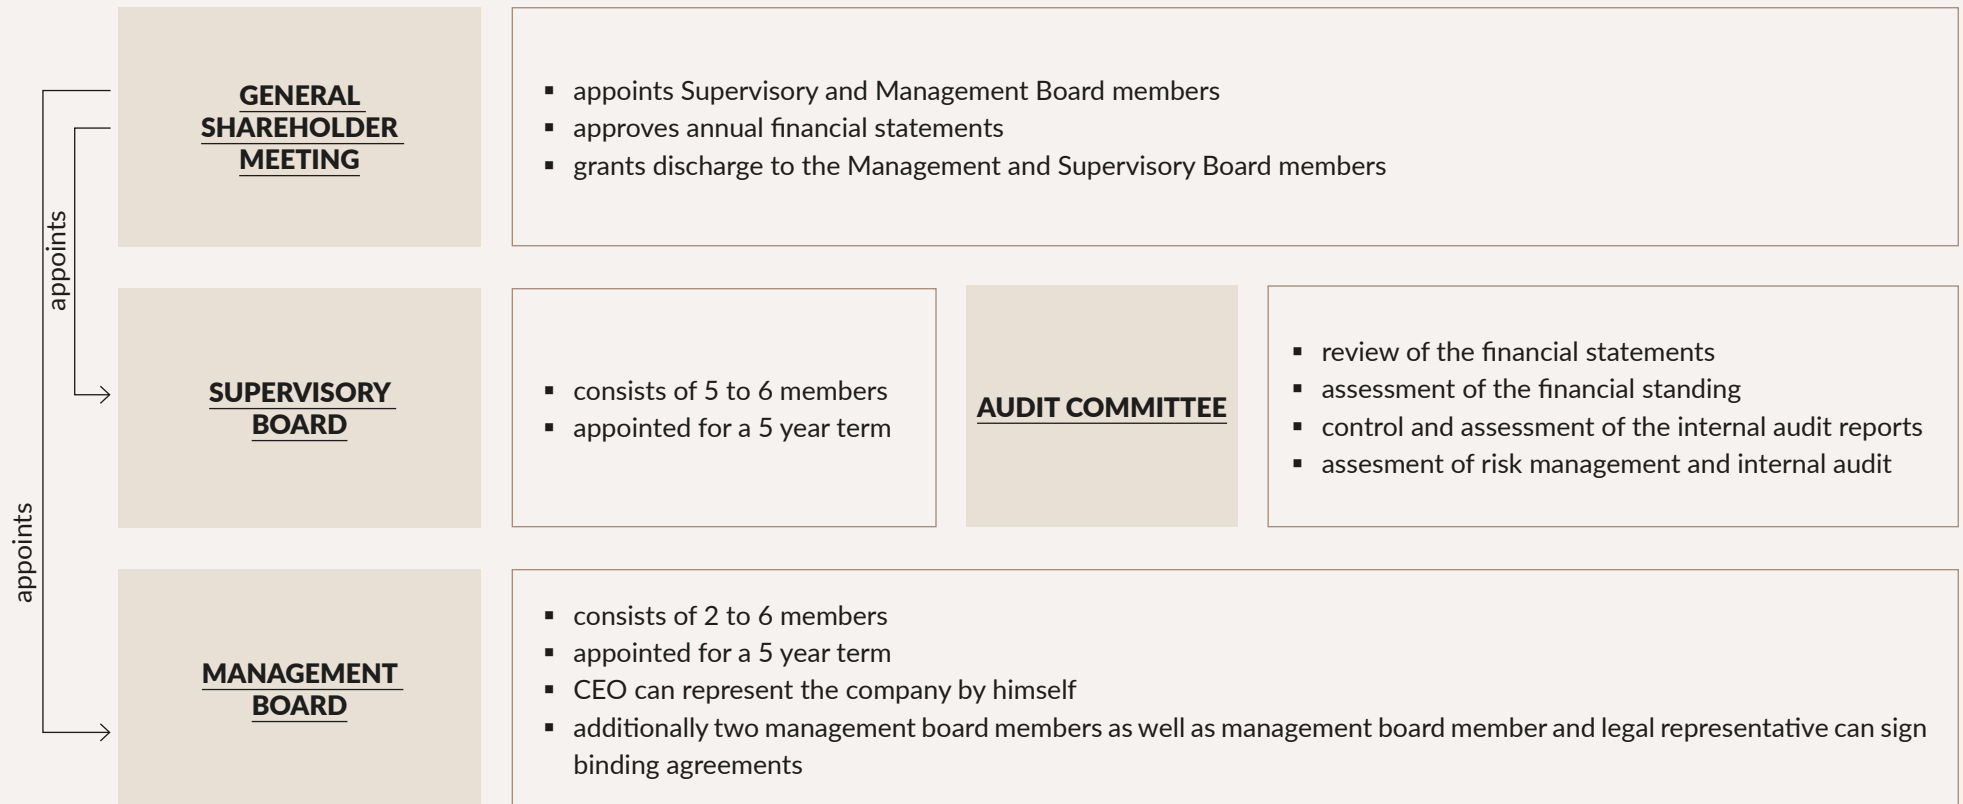 GENERAL
SHAREHOLDER
MEETING
▪ appoints Supervisory and Management Board members
▪ approves annual financial statements
▪ grants discharge to the Management and Supervisory Board members
appoints
SUPERVISORY
BOARD
▪ consists of 5 to 6 members
▪ appointed for a 5 year term
AUDIT COMMITTEE
▪ review of the financial statements
▪ assessment of the financial standing
▪ control and assessment of the internal audit reports
▪ assesment of risk management and internal audit
appoints
MANAGEMENT
BOARD
▪ consists of 2 to 6 members
▪ appointed for a 5 year term
▪ CEO can represent the company by himself
▪ additionally two management board members as well as management board member and legal representative can sign
binding agreements